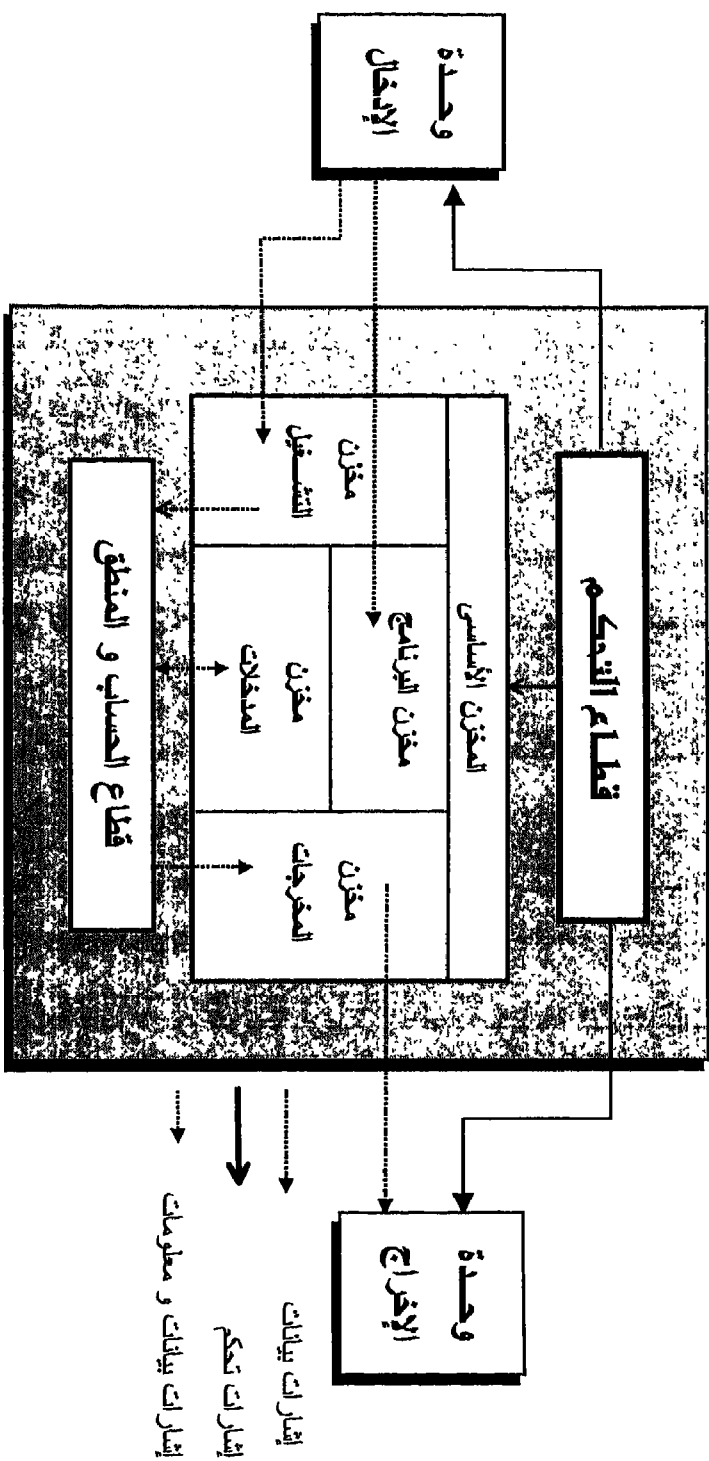 وحدة
الإدخال
قطاع التحكم
المخزن الأساسى
مخزن
التشغيل
مخزن البرنامج
مخزن
المدخلات
مخزن
المخرجات
قطاع الحساب و المنطق
وحدة
الإخراج
إشارات بيانات
إشارات تحكم
إشارات بيانات و معلومات